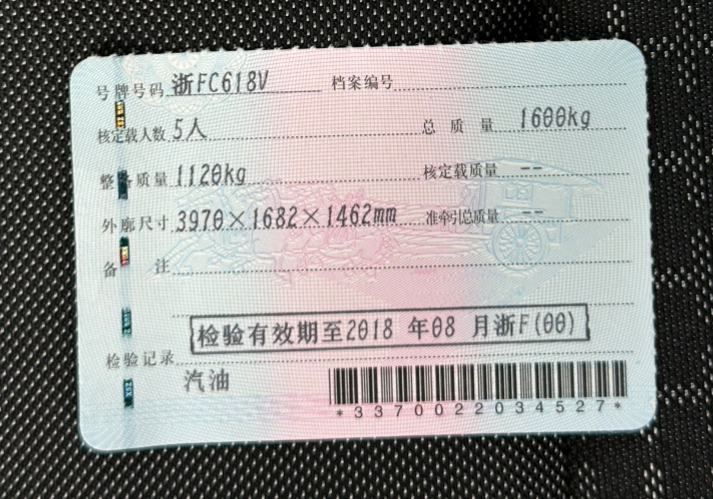 号牌号码 浙FC618V 档案编号
核定载人数 5人 总质量 1600kg
整备质量 1120kg 核定载质量 --
外廓尺寸 3970×1682×1462mm 准牵引总质量 --
备注
检验有效期至2018 年08 月浙F(00)
检验记录
汽油
*3370022034527*